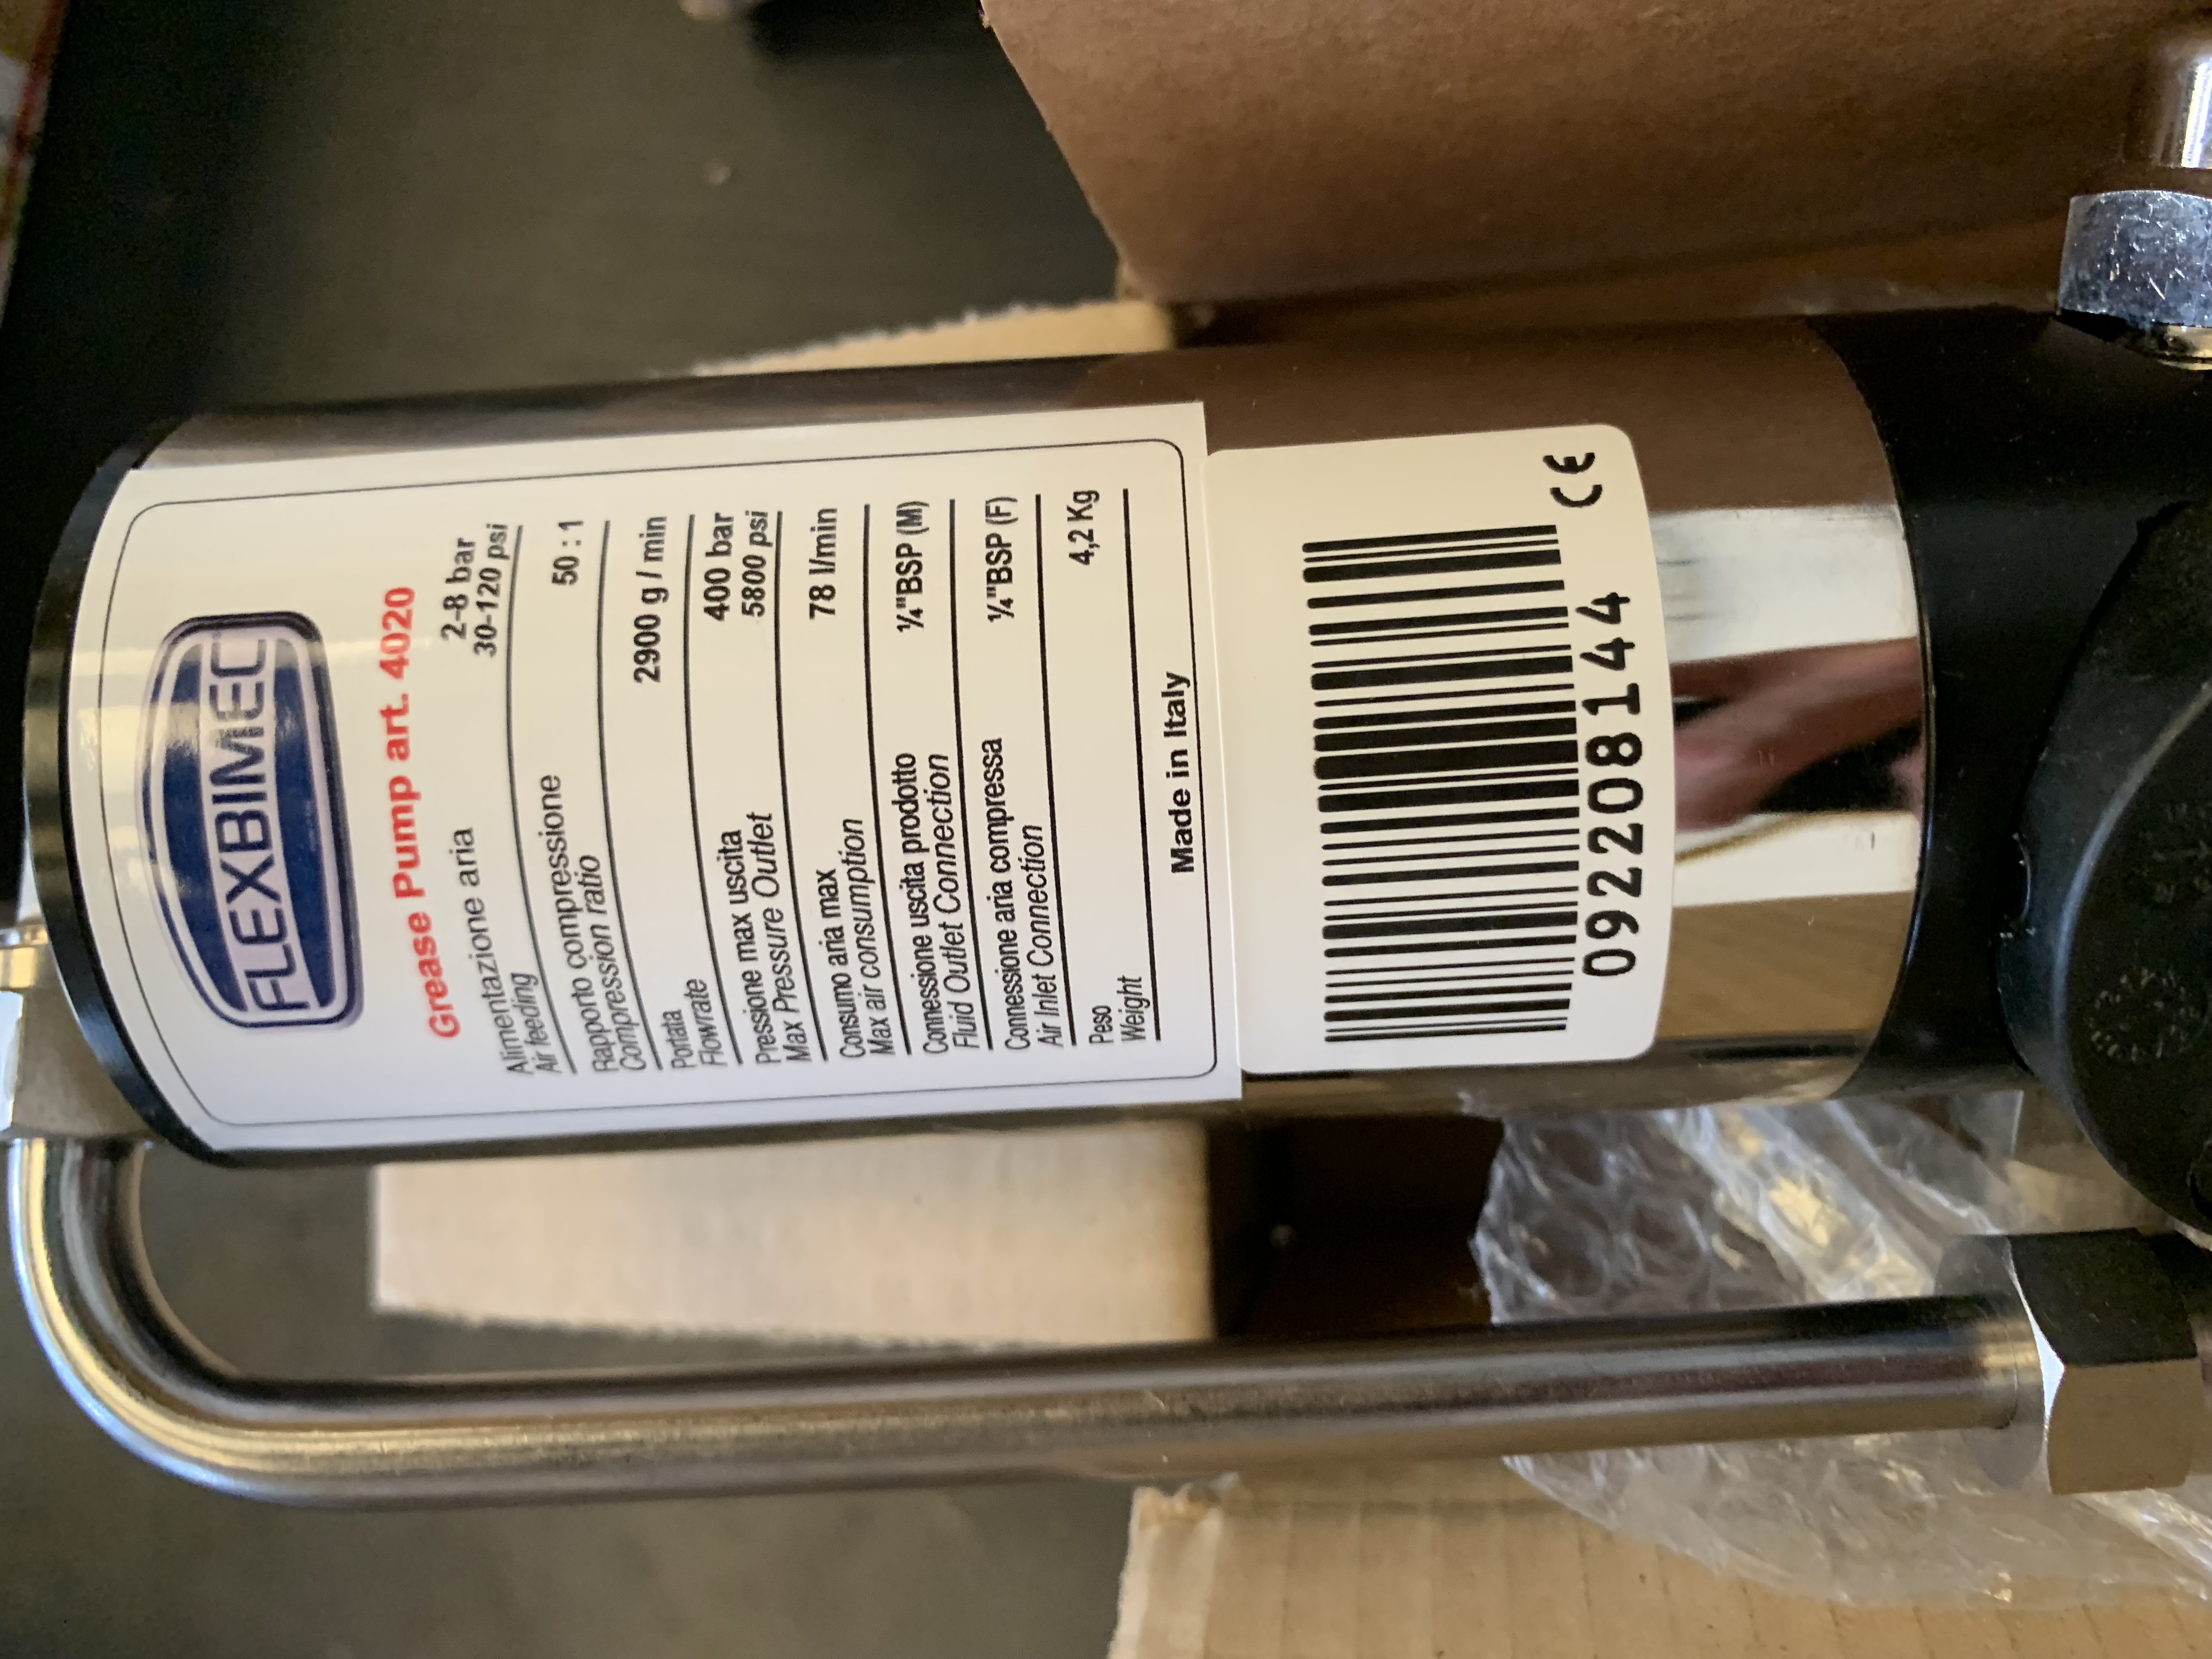 FLEXBIMEC
Grease Pump art. 4020
Alimentazione aria 2-8 bar
Air feeding 30-120 psi
Rapporto compressione 50 : 1
Compression ratio
Portata 2900 g / min
Flowrate
Pressione max uscita 400 bar
Max Pressure Outlet 5800 psi
Consumo aria max 78 l/min
Max air consumption
Connessione uscita prodotto ¼"BSP (M)
Fluid Outlet Connection
Connessione aria compressa ¼"BSP (F)
Air Inlet Connection
Peso 4,2 Kg
Weight
Made in Italy
092208144
CE